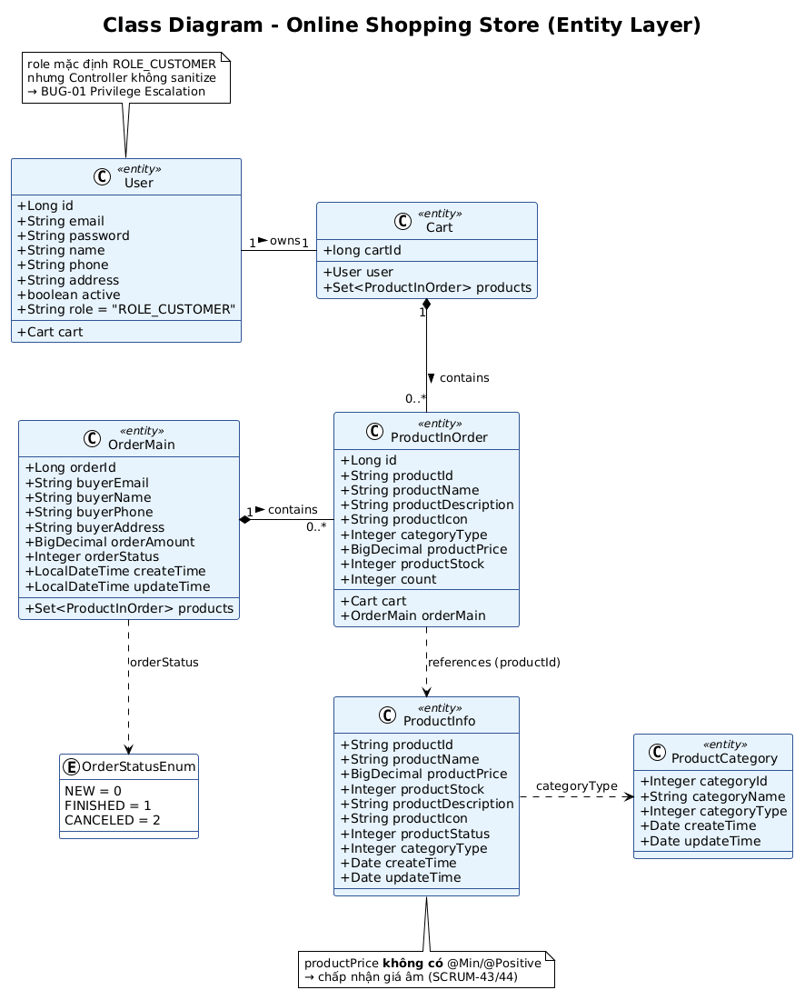 Class Diagram - Online Shopping Store (Entity Layer)
role mặc định ROLE_CUSTOMER
nhưng Controller không sanitize
→ BUG-01 Privilege Escalation
C
«entity»
User
+Long id
+String email
+String password
+String name
+String phone
+String address
+boolean active
+String role = "ROLE_CUSTOMER"
+Cart cart
1 owns 1
C
«entity»
Cart
+long cartId
+User user
+Set<ProductInOrder> products
1
contains
0..*
C
«entity»
OrderMain
+Long orderId
+String buyerEmail
+String buyerName
+String buyerPhone
+String buyerAddress
+BigDecimal orderAmount
+Integer orderStatus
+LocalDateTime createTime
+LocalDateTime updateTime
+Set<ProductInOrder> products
1 contains
0..*
C
«entity»
ProductInOrder
+Long id
+String productId
+String productName
+String productDescription
+String productIcon
+Integer categoryType
+BigDecimal productPrice
+Integer productStock
+Integer count
+Cart cart
+OrderMain orderMain
orderStatus
references (productId)
E OrderStatusEnum
NEW = 0
FINISHED = 1
CANCELED = 2
C
«entity»
ProductInfo
+String productId
+String productName
+BigDecimal productPrice
+Integer productStock
+String productDescription
+String productIcon
+Integer productStatus
+Integer categoryType
+Date createTime
+Date updateTime
categoryType
C
«entity»
ProductCategory
+Integer categoryId
+String categoryName
+Integer categoryType
+Date createTime
+Date updateTime
productPrice không có @Min/@Positive
→ chấp nhận giá âm (SCRUM-43/44)